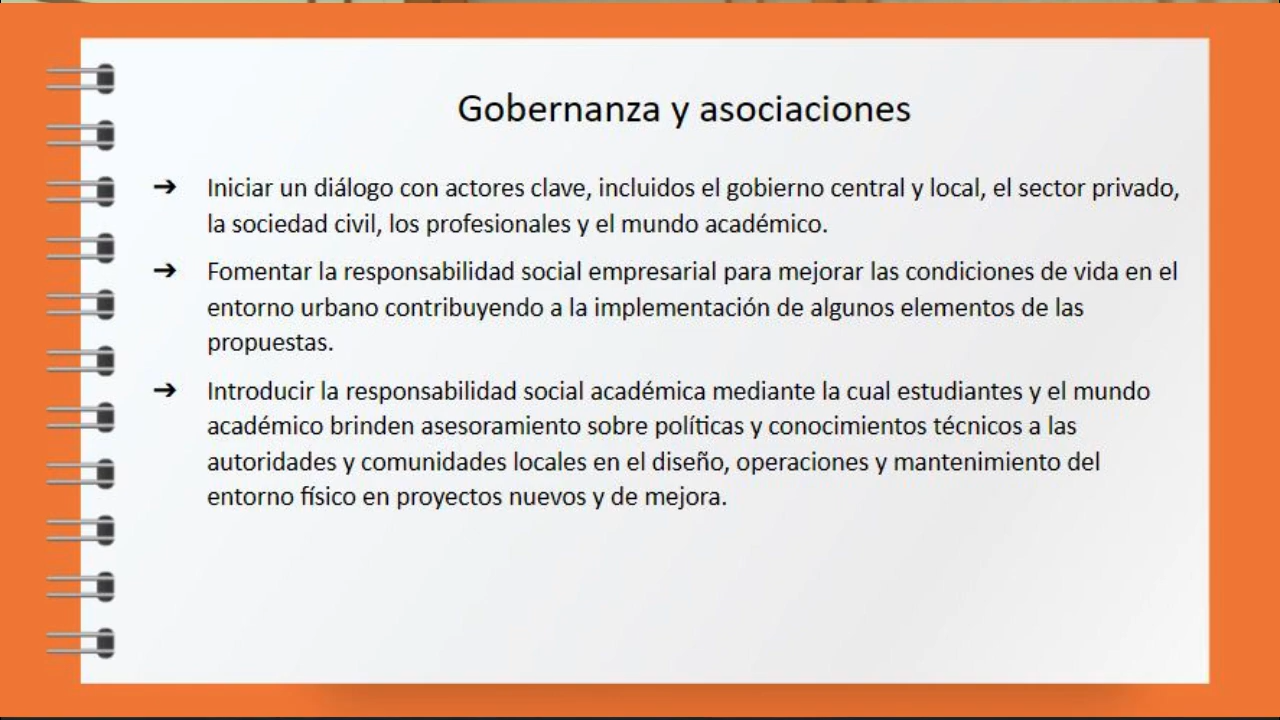 Gobernanza y asociaciones
➔ Iniciar un diálogo con actores clave, incluidos el gobierno central y local, el sector privado,
la sociedad civil, los profesionales y el mundo académico.
➔ Fomentar la responsabilidad social empresarial para mejorar las condiciones de vida en el
entorno urbano contribuyendo a la implementación de algunos elementos de las
propuestas.
➔ Introducir la responsabilidad social académica mediante la cual estudiantes y el mundo
académico brinden asesoramiento sobre políticas y conocimientos técnicos a las
autoridades y comunidades locales en el diseño, operaciones y mantenimiento del
entorno físico en proyectos nuevos y de mejora.